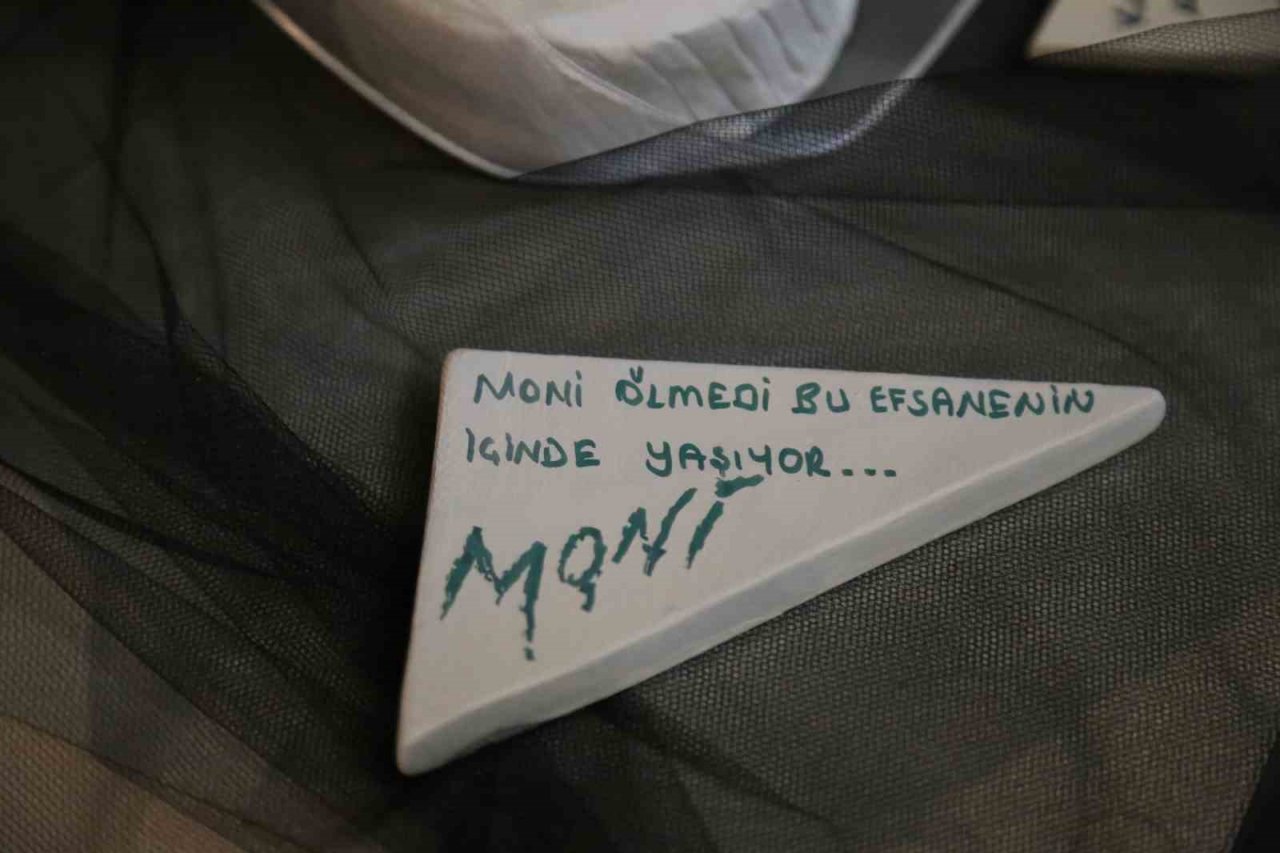 MONİ ÖLMEDİ BU EFSANENİN
İÇİNDE YAŞIYOR...
MONİ